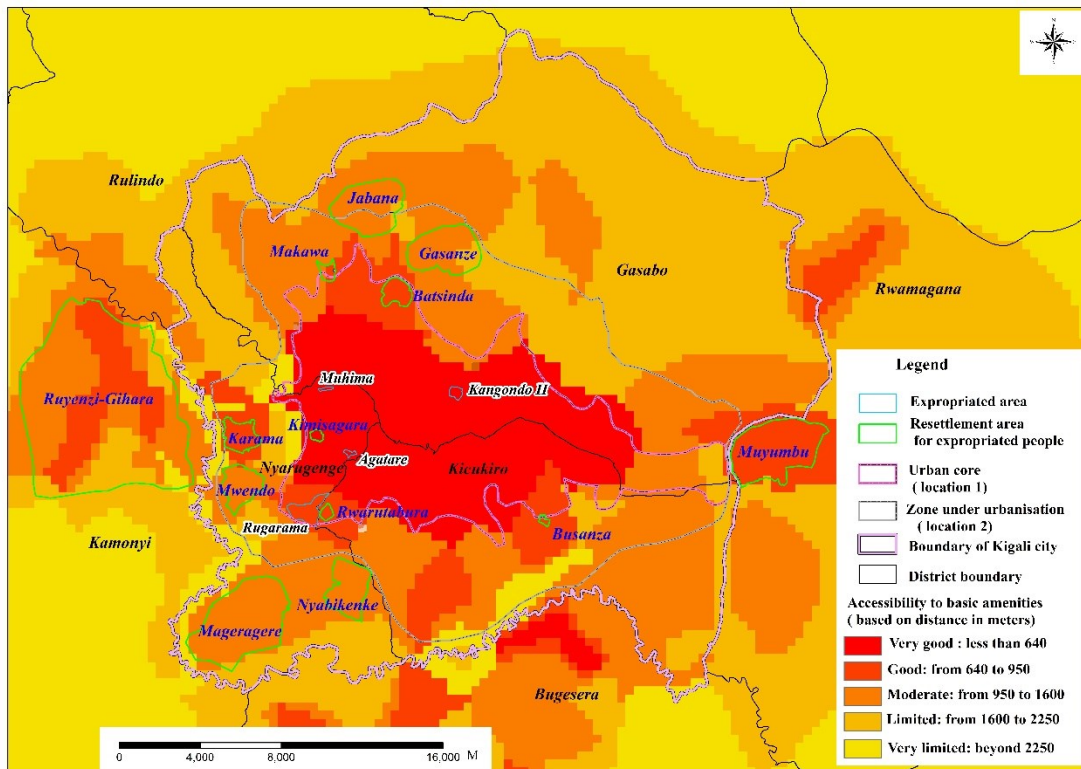 Rulindo
Jabana
Makawa
Gasanze
Gasabo
Batsinda
Rwamagana
Ruyenzi-Gihara
Muhima
Kangondo II
Karama
Kimisagara
Agatare
Nyarugenge
Kicukiro
Muyumbu
Mwendo
Rwarutabura
Rugarama
Busanza
Kamonyi
Nyabikenke
Mageragere
Bugesera
0 4,000 8,000 16,000 M
Legend
Expropriated area
Resettlement area
for expropriated people
Urban core
( location 1)
Zone under urbanisation
( location 2)
Boundary of Kigali city
District boundary
Accessibility to basic amenities
( based on distance in meters)
Very good : less than 640
Good: from 640 to 950
Moderate: from 950 to 1600
Limited: from 1600 to 2250
Very limited: beyond 2250